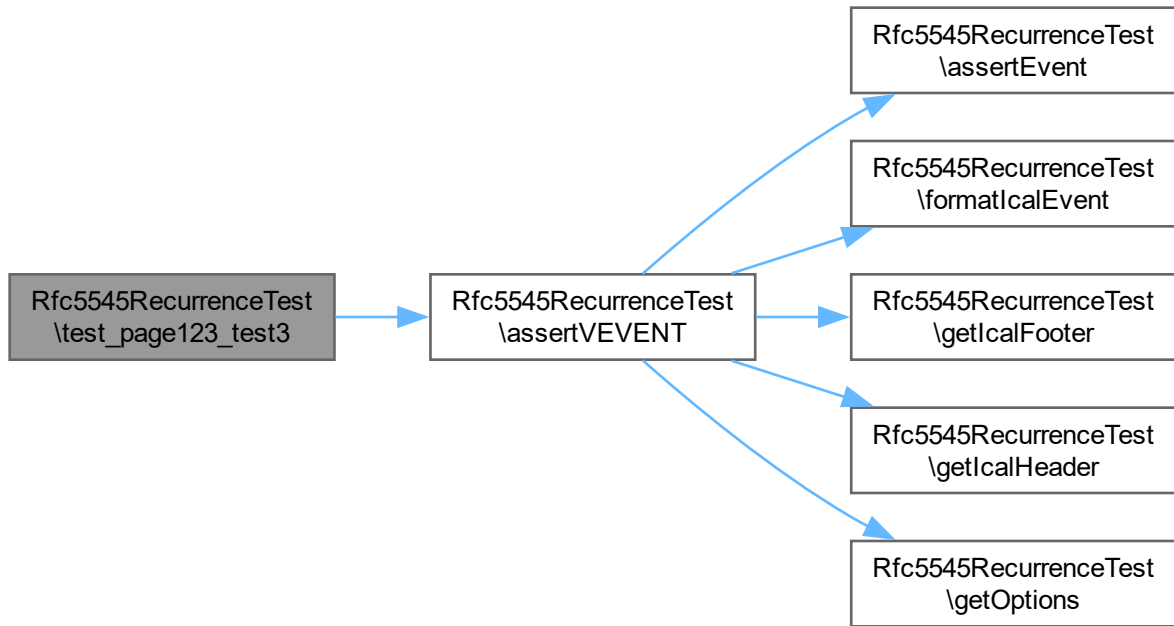 Rfc5545RecurrenceTest
\assertEvent
Rfc5545RecurrenceTest
\formatIcalEvent
Rfc5545RecurrenceTest
\test_page123_test3
Rfc5545RecurrenceTest
\assertVEVENT
Rfc5545RecurrenceTest
\getIcalFooter
Rfc5545RecurrenceTest
\getIcalHeader
Rfc5545RecurrenceTest
\getOptions